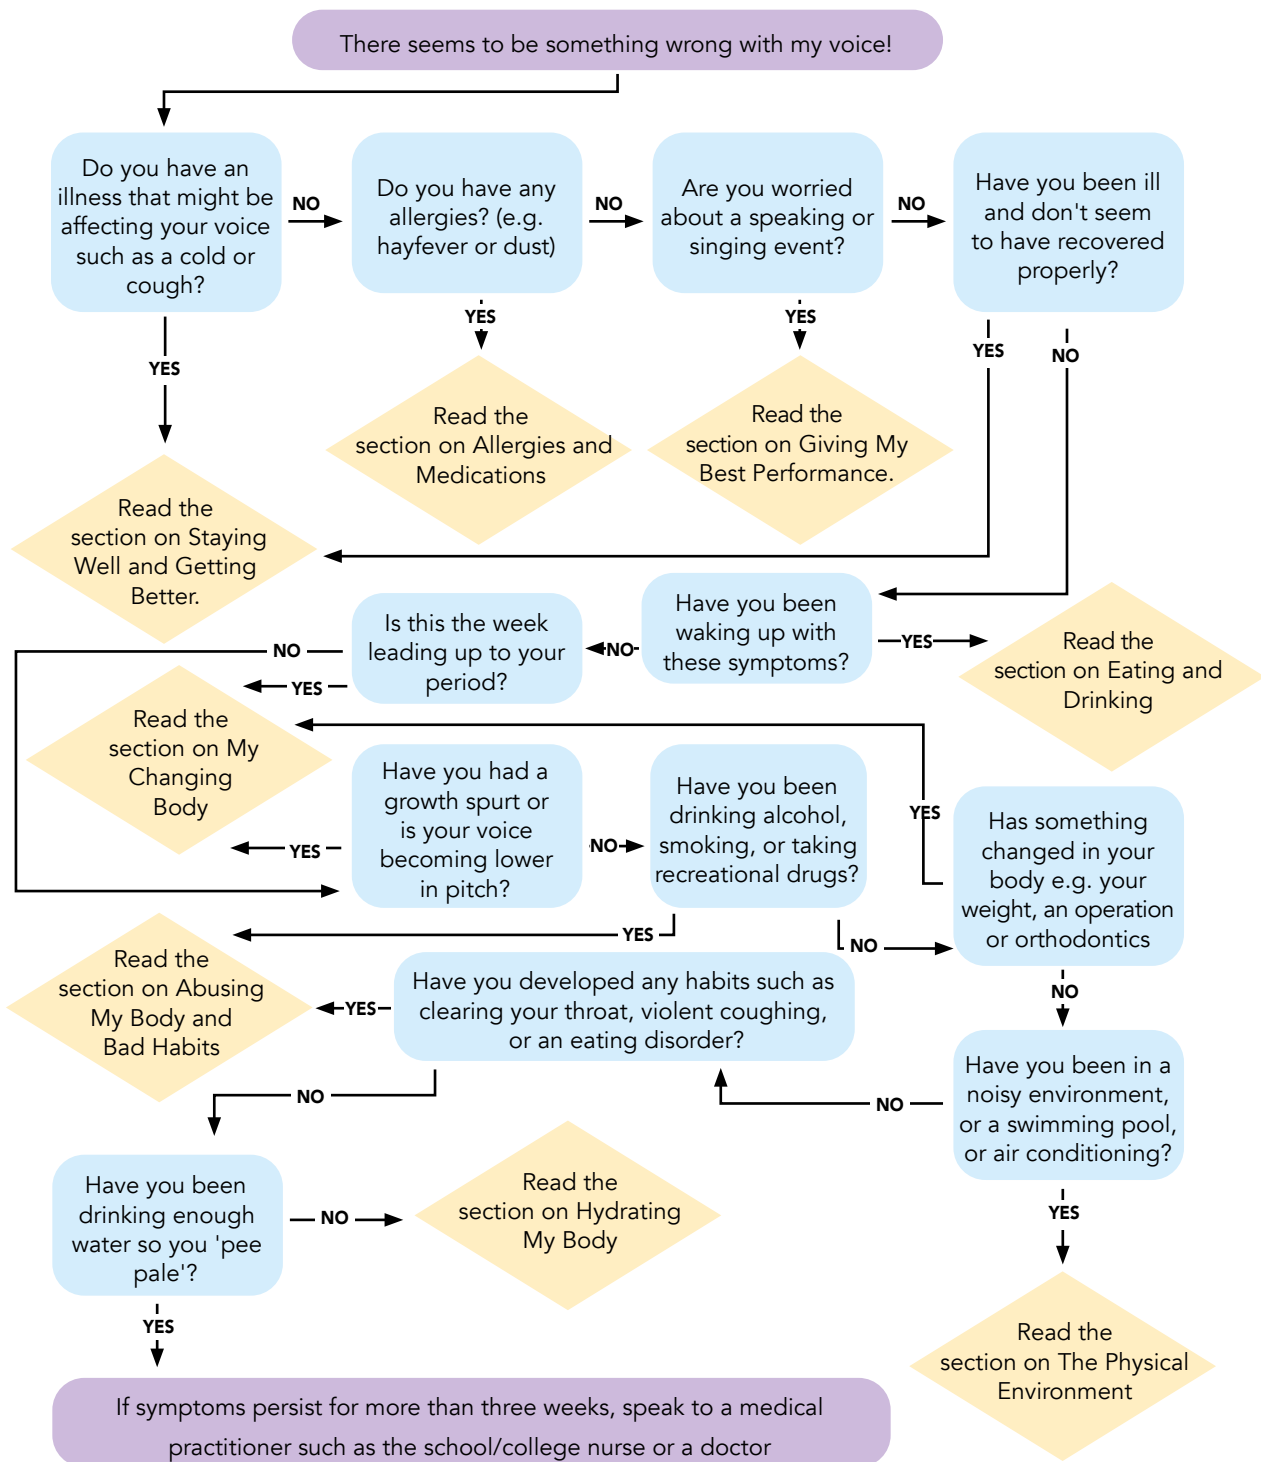 There seems to be something wrong with my voice!
Do you have an
illness that might be
affecting your voice
such as a cold or
cough?
NO
Do you have any
allergies? (e.g.
hayfever or dust)
NO
Are you worried
about a speaking or
singing event?
NO
Have you been ill
and don't seem
to have recovered
properly?
YES
YES
YES
YES
NO
Read the
section on Allergies and
Medications
Read the
section on Giving My
Best Performance.
Read the
section on Staying
Well and Getting
Better.
Have you been
waking up with
these symptoms?
YES
Read the
section on Eating and
Drinking
NO
Is this the week
leading up to your
period?
NO
YES
Read the
section on My
Changing
Body
Have you had a
growth spurt or
is your voice
becoming lower
in pitch?
YES
NO
Have you been
drinking alcohol,
smoking, or taking
recreational drugs?
YES
NO
Has something
changed in your
body e.g. your
weight, an operation
or orthodontics
YES
NO
Read the
section on Abusing
My Body and
Bad Habits
YES
Have you developed any habits such as
clearing your throat, violent coughing,
or an eating disorder?
NO
NO
Have you been in a
noisy environment,
or a swimming pool,
or air conditioning?
YES
Have you been
drinking enough
water so you 'pee
pale'?
NO
Read the
section on Hydrating
My Body
YES
Read the
section on The Physical
Environment
If symptoms persist for more than three weeks, speak to a medical
practitioner such as the school/college nurse or a doctor